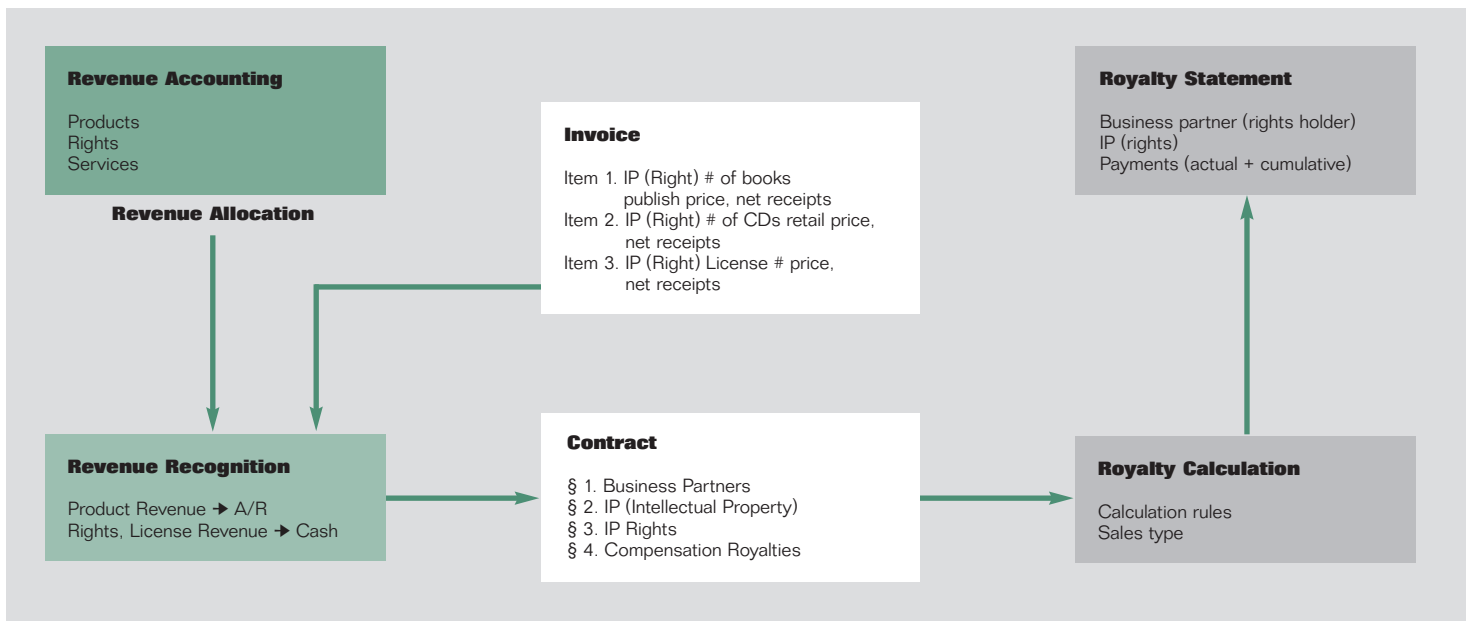 Revenue Accounting
Products
Rights
Services
Revenue Allocation
Invoice
Item 1. IP (Right) # of books
publish price, net receipts
Item 2. IP (Right) # of CDs retail price,
net receipts
Item 3. IP (Right) License # price,
net receipts
Royalty Statement
Business partner (rights holder)
IP (rights)
Payments (actual + cumulative)
Revenue Recognition
Product Revenue ➔ A/R
Rights, License Revenue ➔ Cash
Contract
§ 1. Business Partners
§ 2. IP (Intellectual Property)
§ 3. IP Rights
§ 4. Compensation Royalties
Royalty Calculation
Calculation rules
Sales type